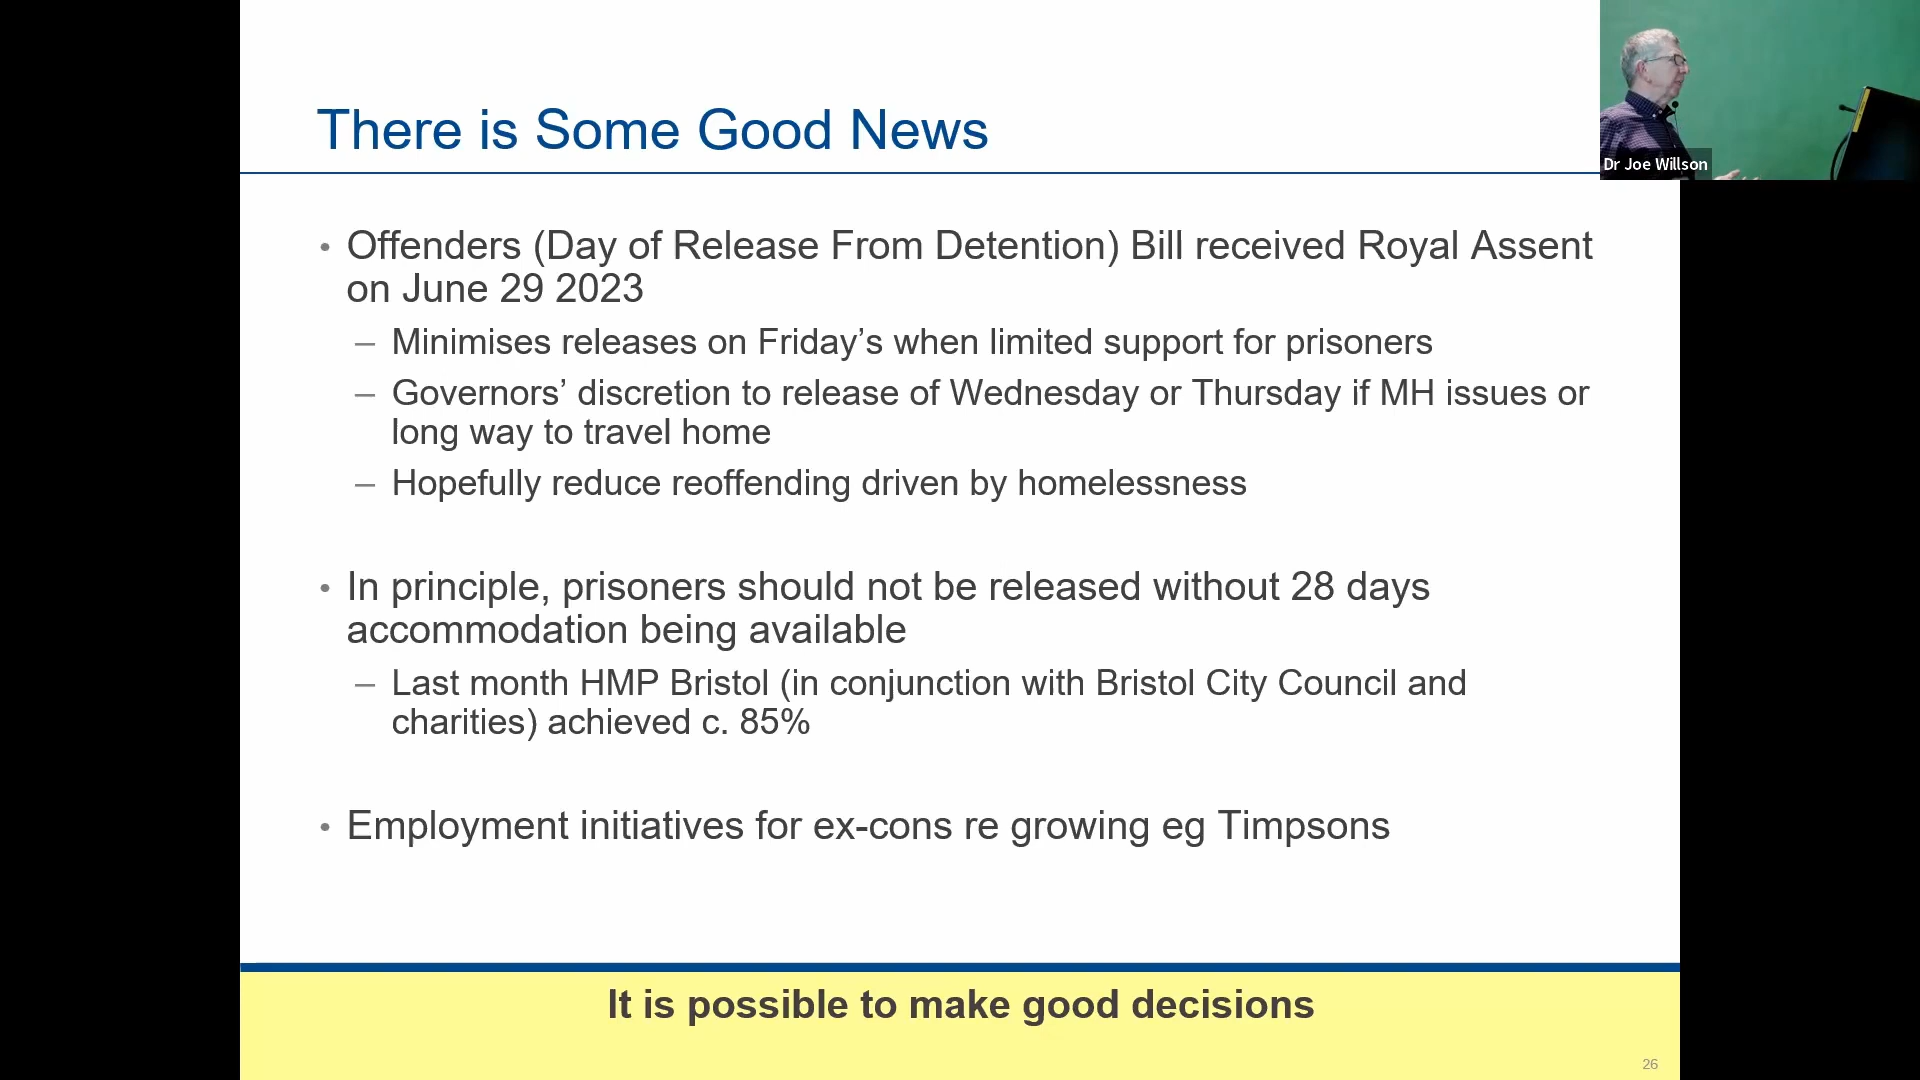 There is Some Good News
Dr Joe Willson
• Offenders (Day of Release From Detention) Bill received Royal Assent
on June 29 2023
– Minimises releases on Friday’s when limited support for prisoners
– Governors’ discretion to release of Wednesday or Thursday if MH issues or
long way to travel home
– Hopefully reduce reoffending driven by homelessness
• In principle, prisoners should not be released without 28 days
accommodation being available
– Last month HMP Bristol (in conjunction with Bristol City Council and
charities) achieved c. 85%
• Employment initiatives for ex-cons re growing eg Timpsons
It is possible to make good decisions
26